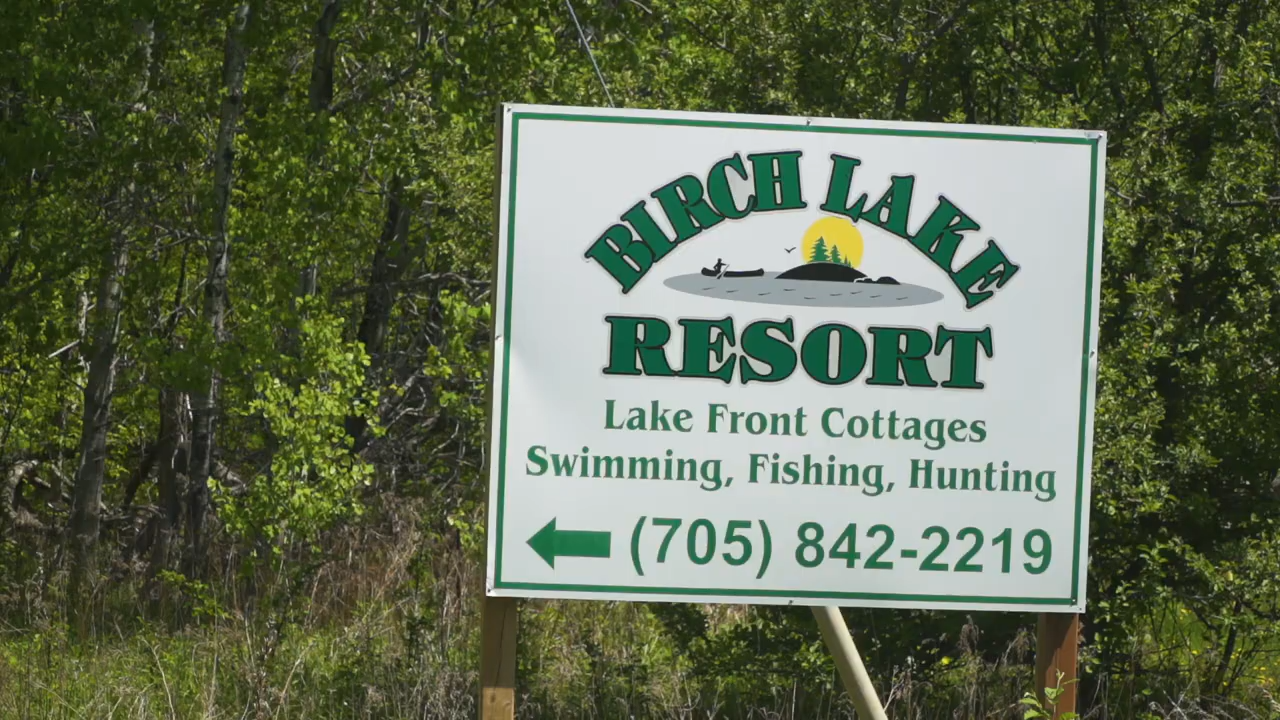 BIRCH LAKE
RESORT
Lake Front Cottages
Swimming, Fishing, Hunting
(705) 842-2219